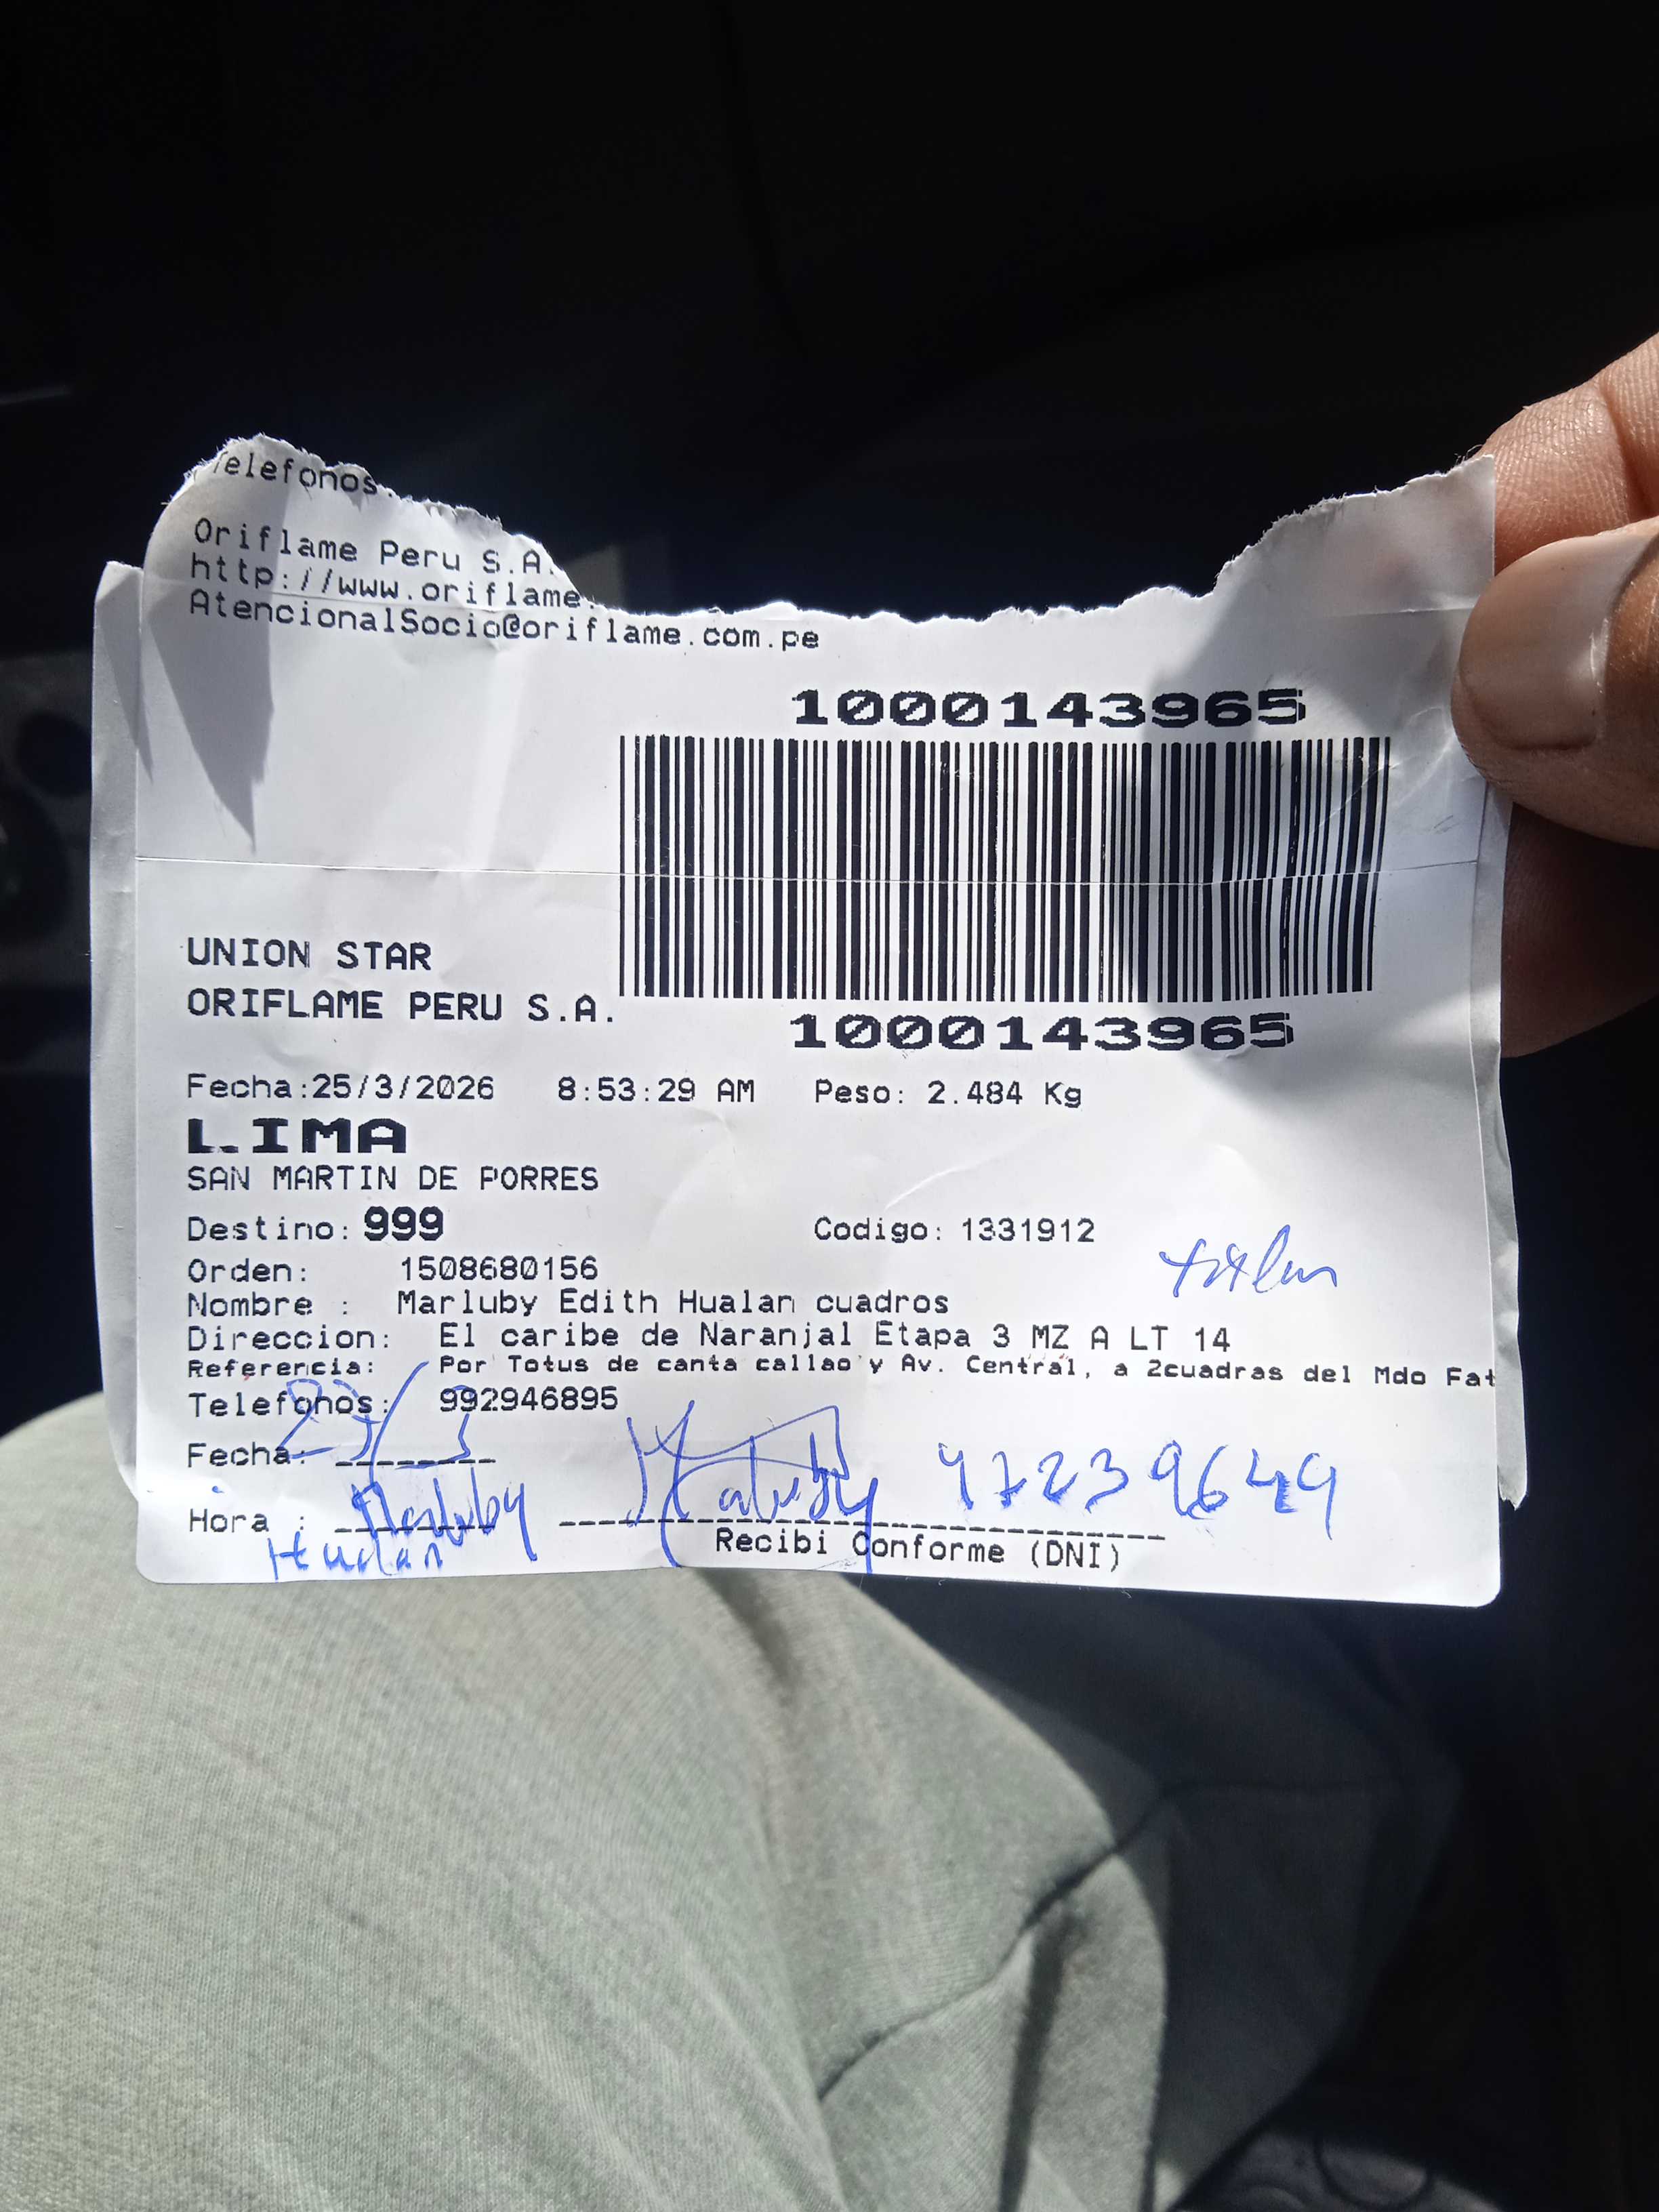 Telefonos.
Oriflame Peru S.A.
http://www.oriflame.
AtencionalSocio@oriflame.com.pe
1000143965
UNION STAR
ORIFLAME PERU S.A.
1000143965
Fecha:25/3/2026 8:53:29 AM Peso: 2.484 Kg
LIMA
SAN MARTIN DE PORRES
Destino: 999 Codigo: 1331912
Orden: 1508680156
Nombre : Marluby Edith Hualan cuadros
Direccion: El caribe de Naranjal Etapa 3 MZ A LT 14
Referencia: Por Totus de canta callao y Av. Central, a 2cuadras del Mdo Fat
Telefonos: 992946895
Fecha:
Hora : Marluby
Hualan
Recibi Conforme (DNI)